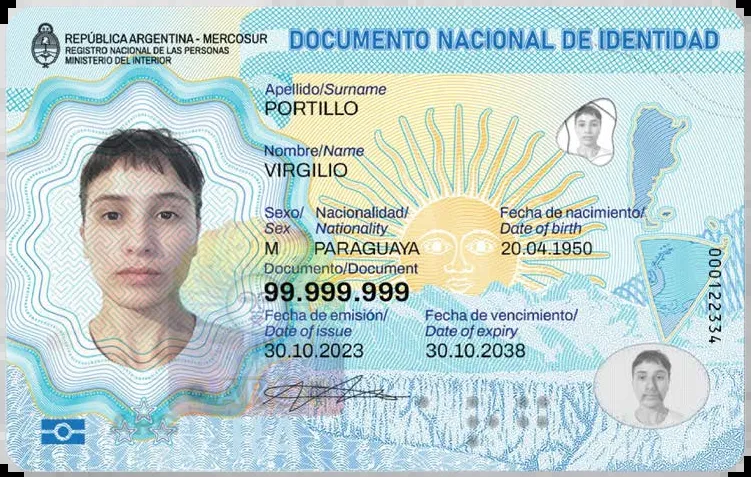 REPÚBLICA ARGENTINA - MERCOSUR
REGISTRO NACIONAL DE LAS PERSONAS
MINISTERIO DEL INTERIOR
DOCUMENTO NACIONAL DE IDENTIDAD
Apellido/Surname
PORTILLO
Nombre/Name
VIRGILIO
Sexo/ Nacionalidad/ Fecha de nacimiento/
Sex Nationality Date of birth
M PARAGUAYA 20.04.1950
Documento/Document
99.999.999
Fecha de emisión/ Fecha de vencimiento/
Date of issue Date of expiry
30.10.2023 30.10.2038
000122334